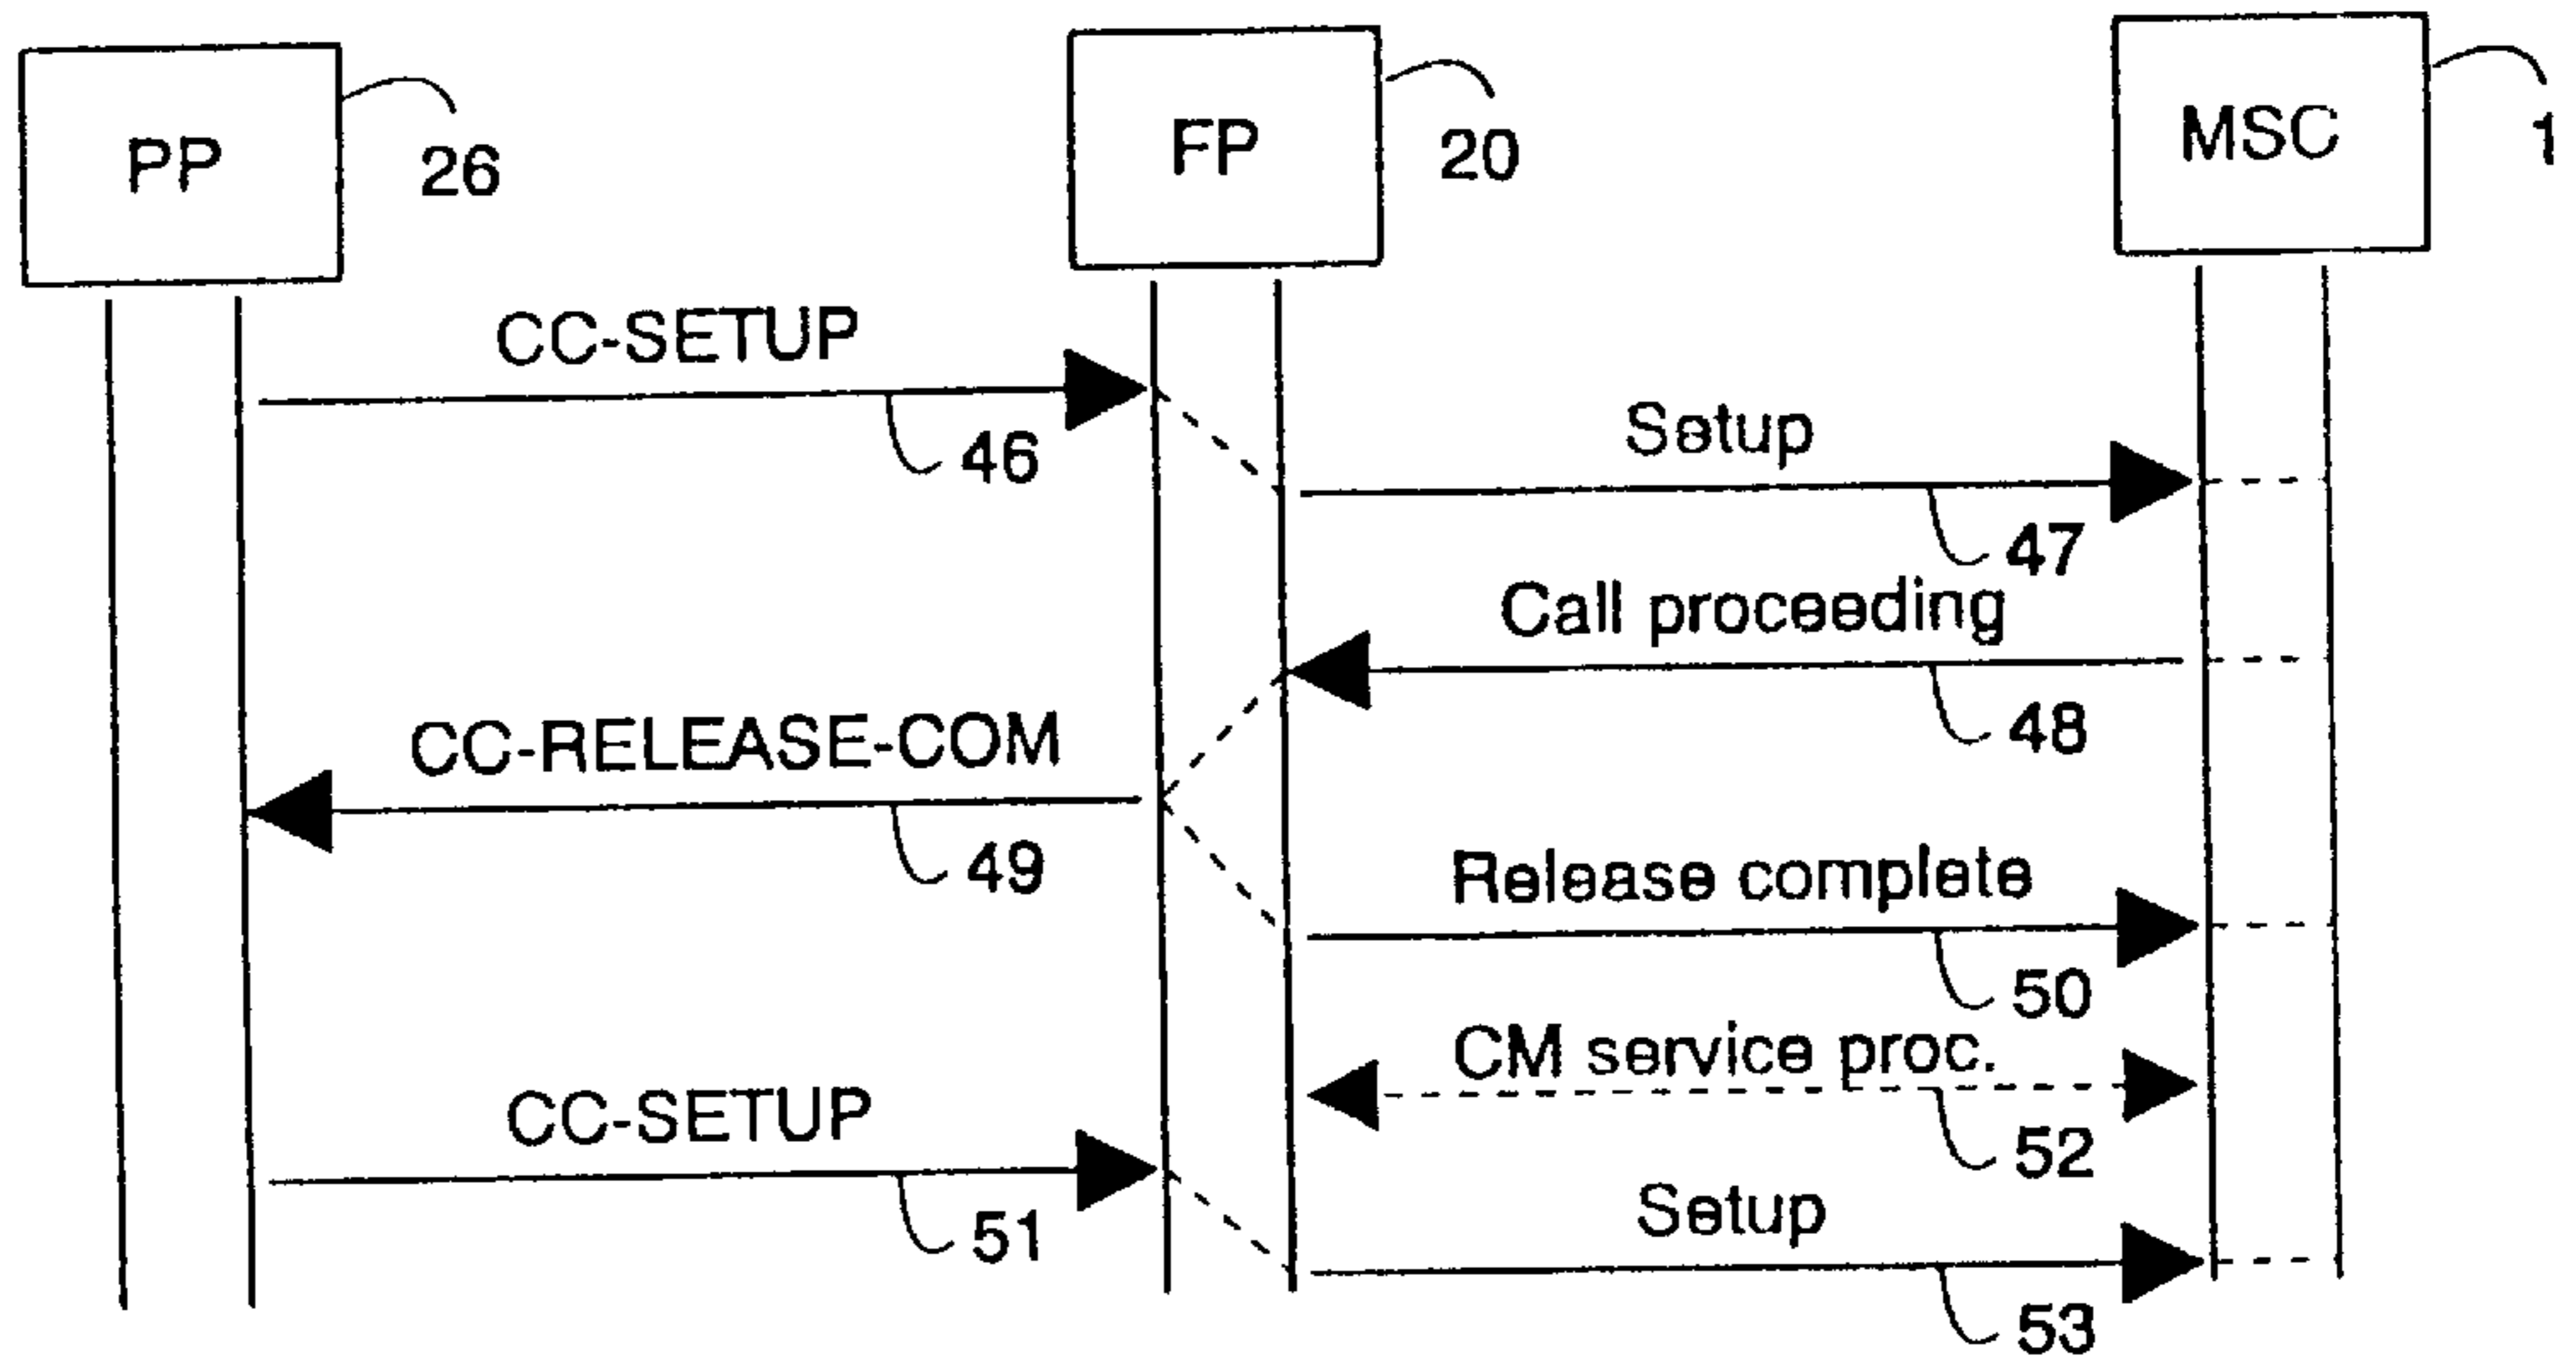 PP
26
FP
20
MSC
1
CC-SETUP
46
Setup
47
Call proceeding
48
CC-RELEASE-COM
49
Release complete
50
CM service proc.
52
CC-SETUP
51
Setup
53